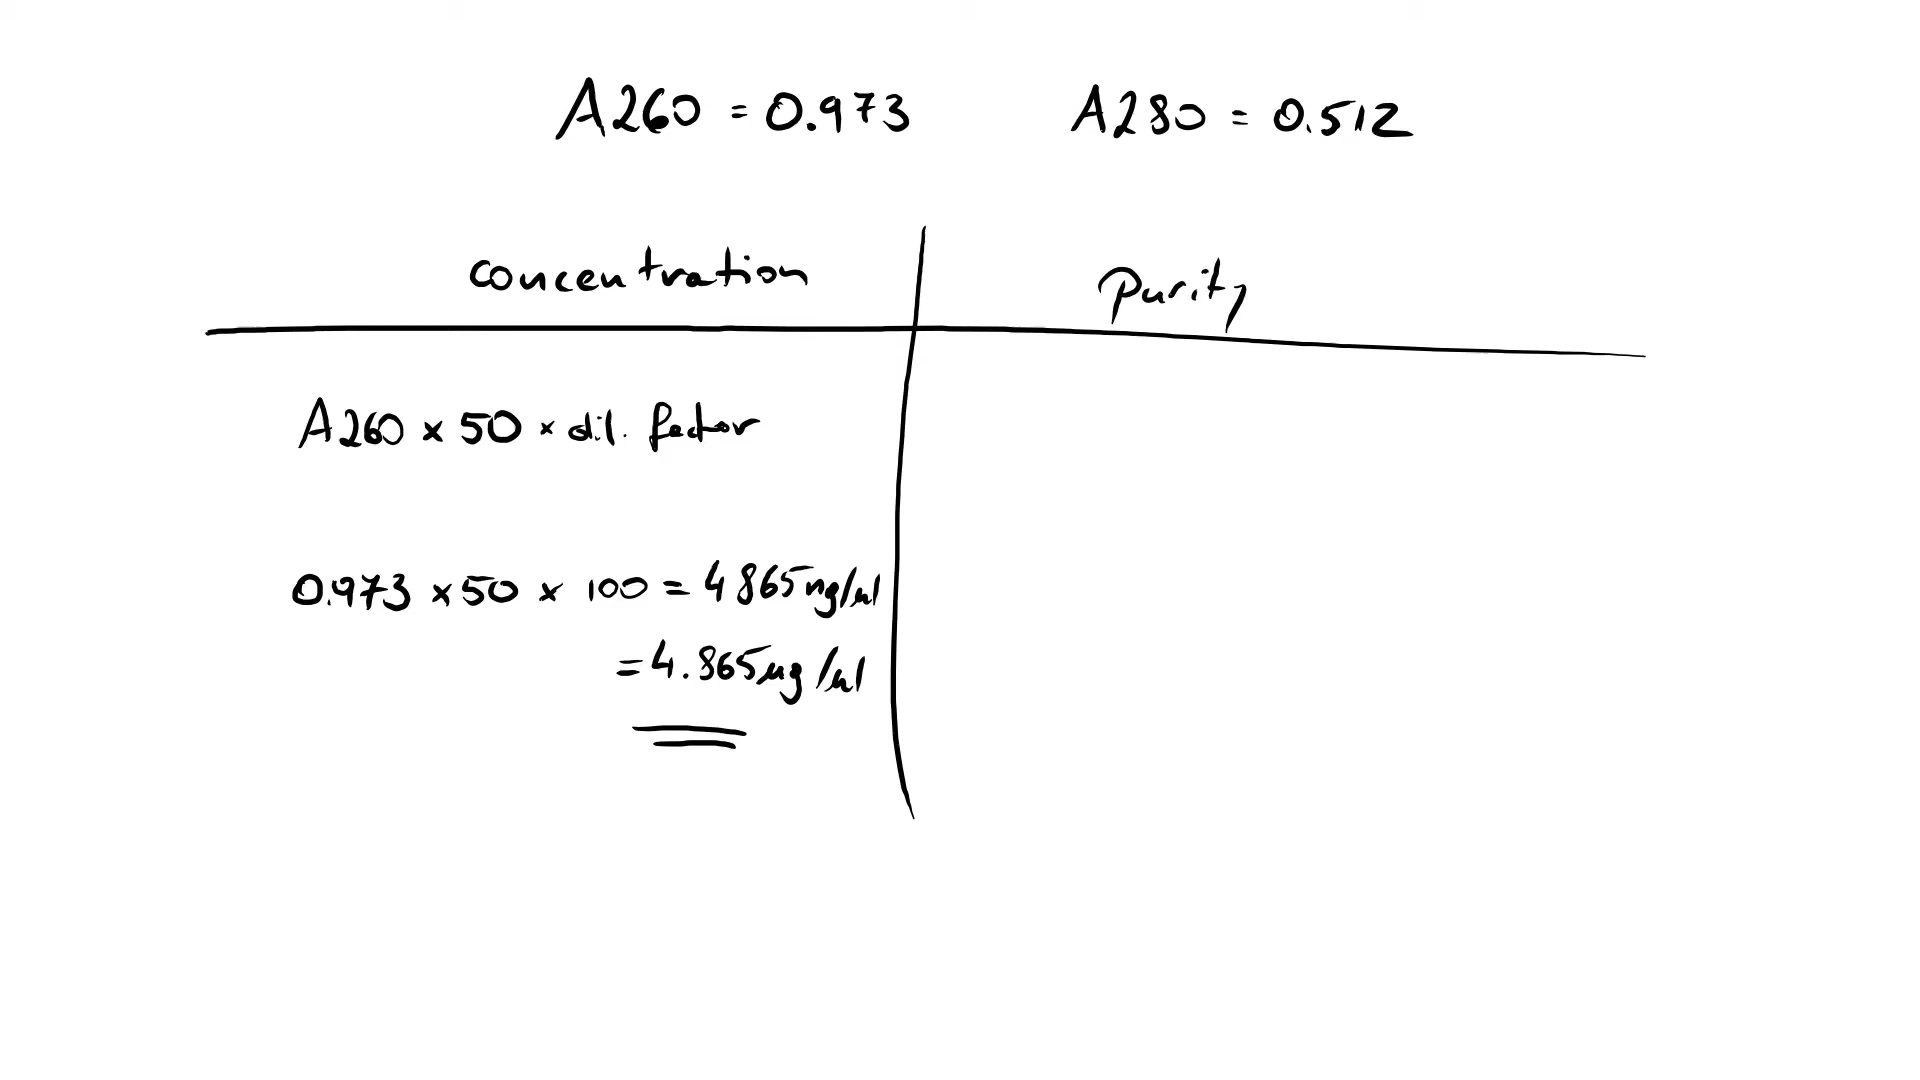 A260 = 0.973 A280 = 0.512
concentration Purity
A260 × 50 × dil. factor
0.973 × 50 × 100 = 4865 ng/ul
= 4.865 ug/ul